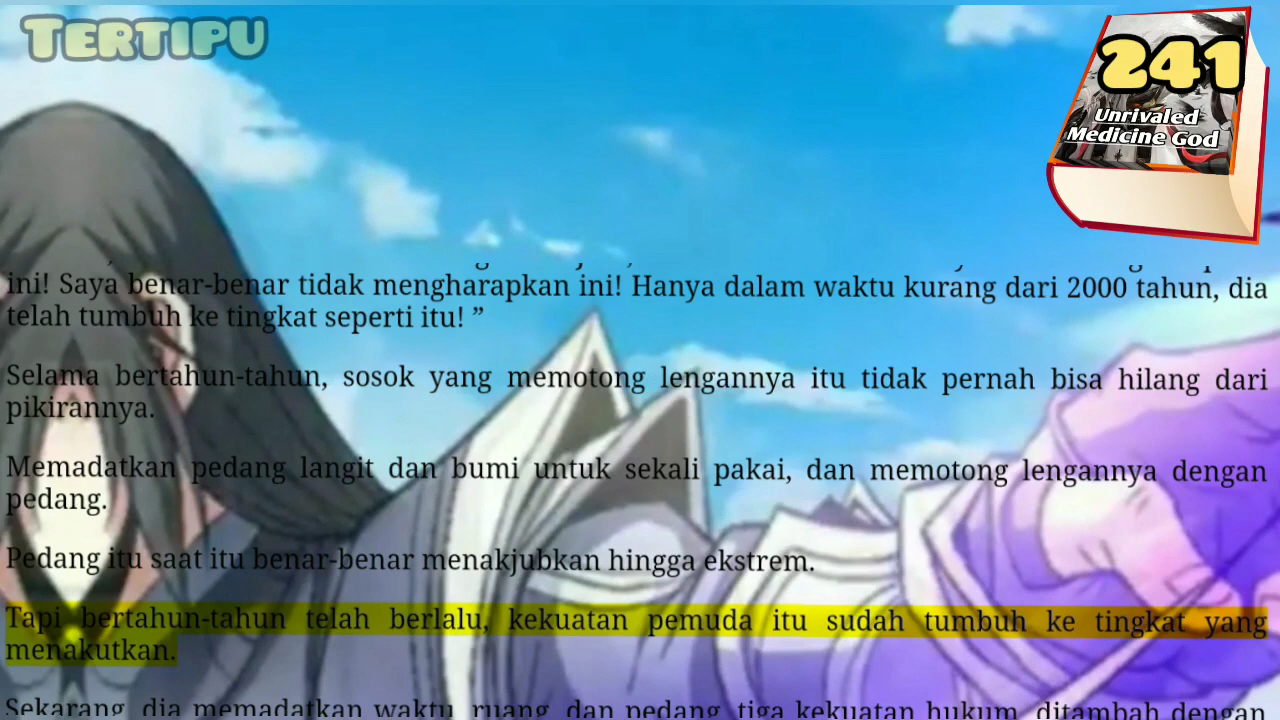 TERTIPU
241
Unrivaled
Medicine God
ini! Saya benar-benar tidak mengharapkan ini! Hanya dalam waktu kurang dari 2000 tahun, dia
telah tumbuh ke tingkat seperti itu! ”
Selama bertahun-tahun, sosok yang memotong lengannya itu tidak pernah bisa hilang dari
pikirannya.
Memadatkan pedang langit dan bumi untuk sekali pakai, dan memotong lengannya dengan
pedang.
Pedang itu saat itu benar-benar menakjubkan hingga ekstrem.
Tapi bertahun-tahun telah berlalu, kekuatan pemuda itu sudah tumbuh ke tingkat yang
menakutkan.
Sekarang, dia memadatkan waktu, ruang, dan pedang, tiga kekuatan hukum, ditambah dengan